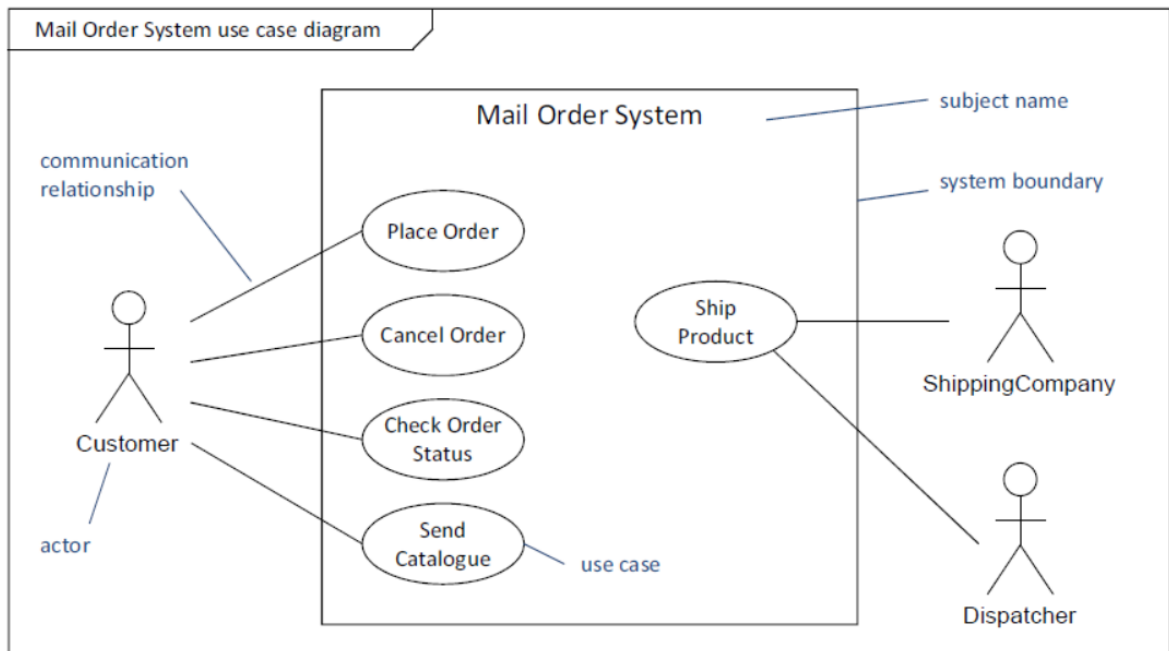 Mail Order System use case diagram
Mail Order System
subject name
communication
relationship
system boundary
Place Order
Ship
Product
Cancel Order
ShippingCompany
Check Order
Status
Customer
Send
Catalogue
actor
use case
Dispatcher